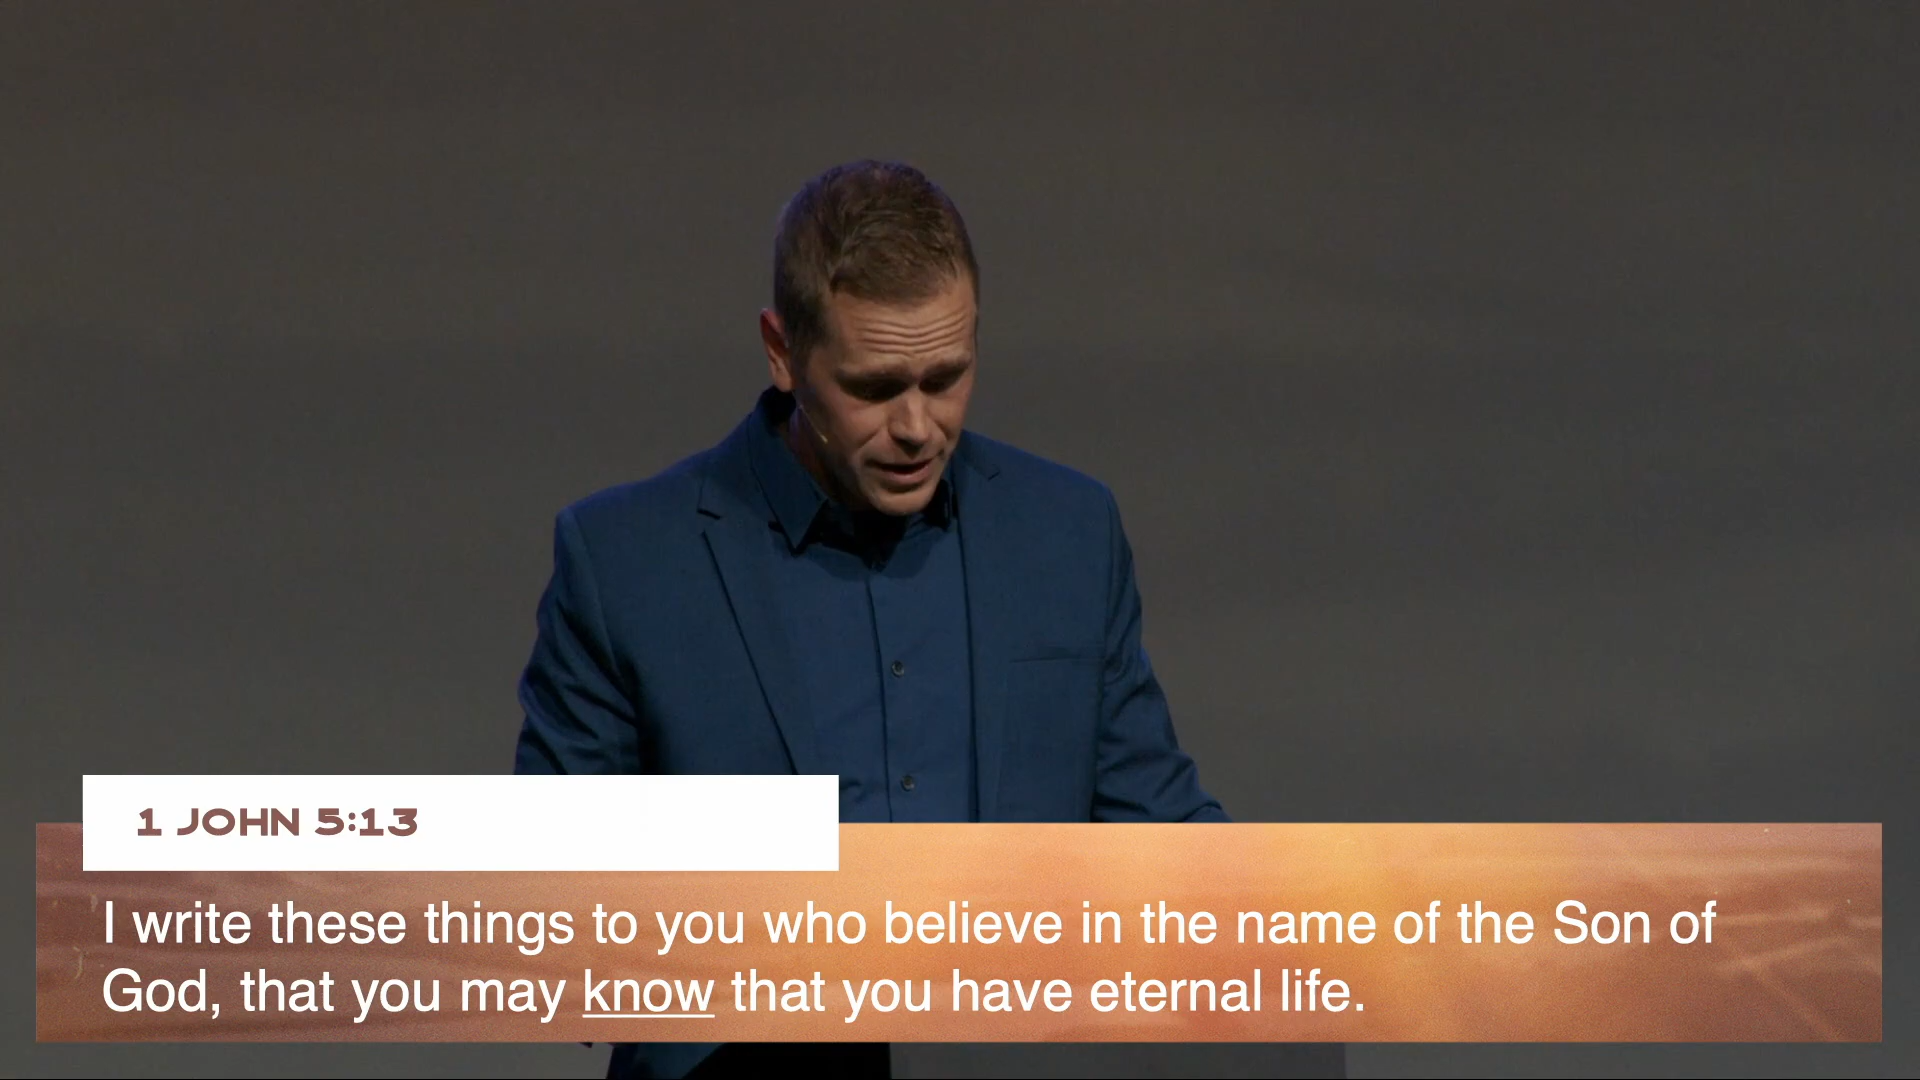 1 JOHN 5:13
I write these things to you who believe in the name of the Son of
God, that you may know that you have eternal life.